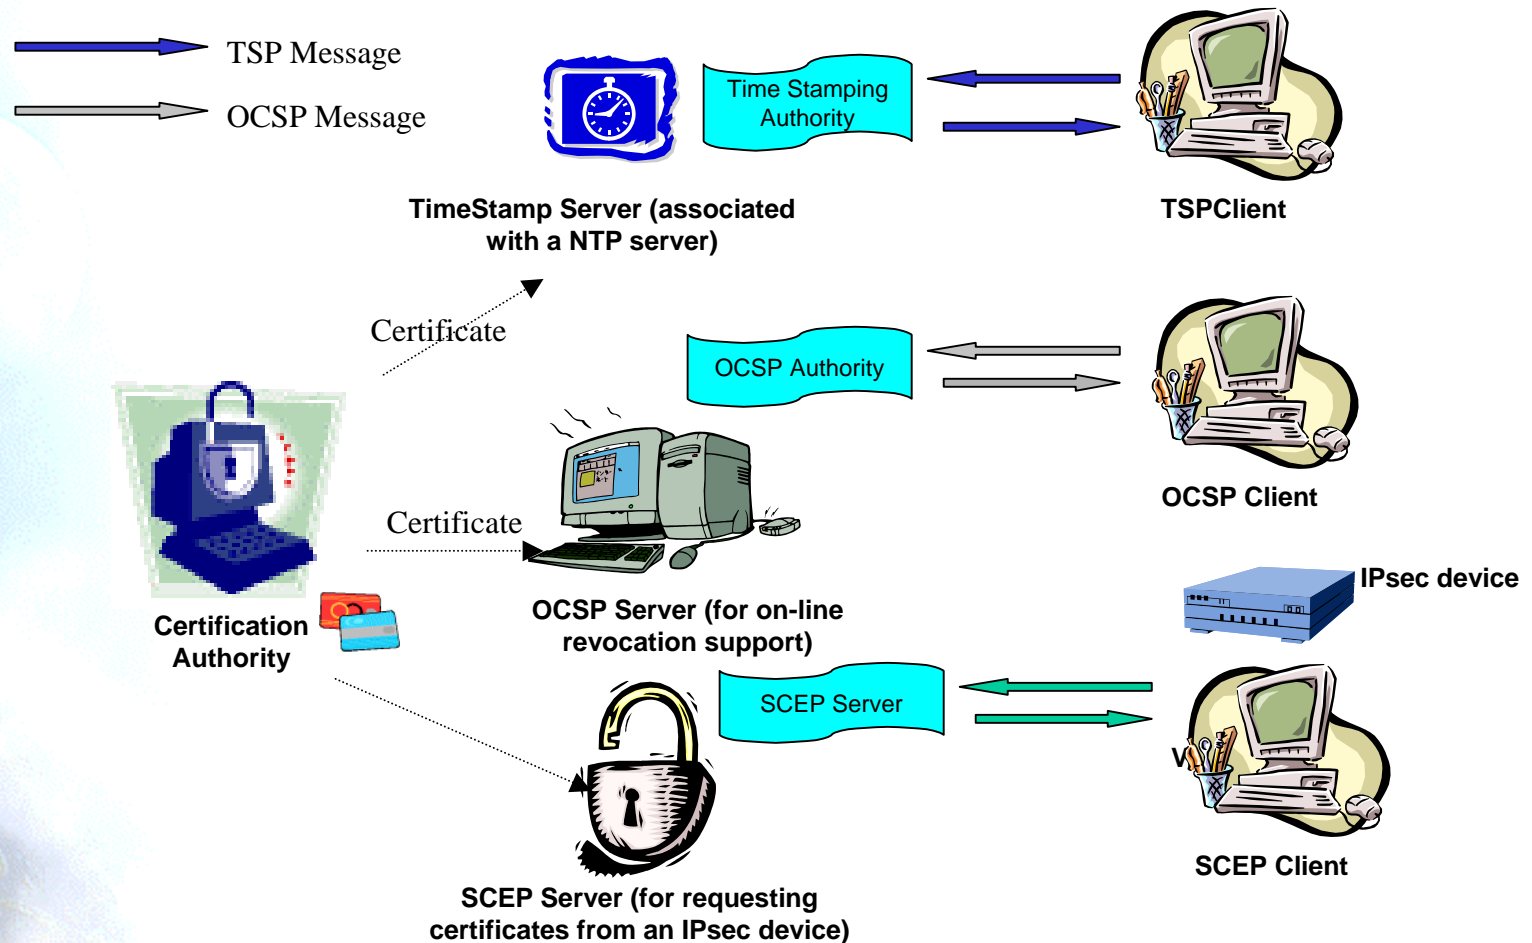 TSP Message
OCSP Message
Time Stamping
Authority
TimeStamp Server (associated
with a NTP server)
TSPClient
Certificate
OCSP Authority
OCSP Client
Certificate
Certification
Authority
OCSP Server (for on-line
revocation support)
IPsec device
SCEP Server
V
SCEP Client
SCEP Server (for requesting
certificates from an IPsec device)